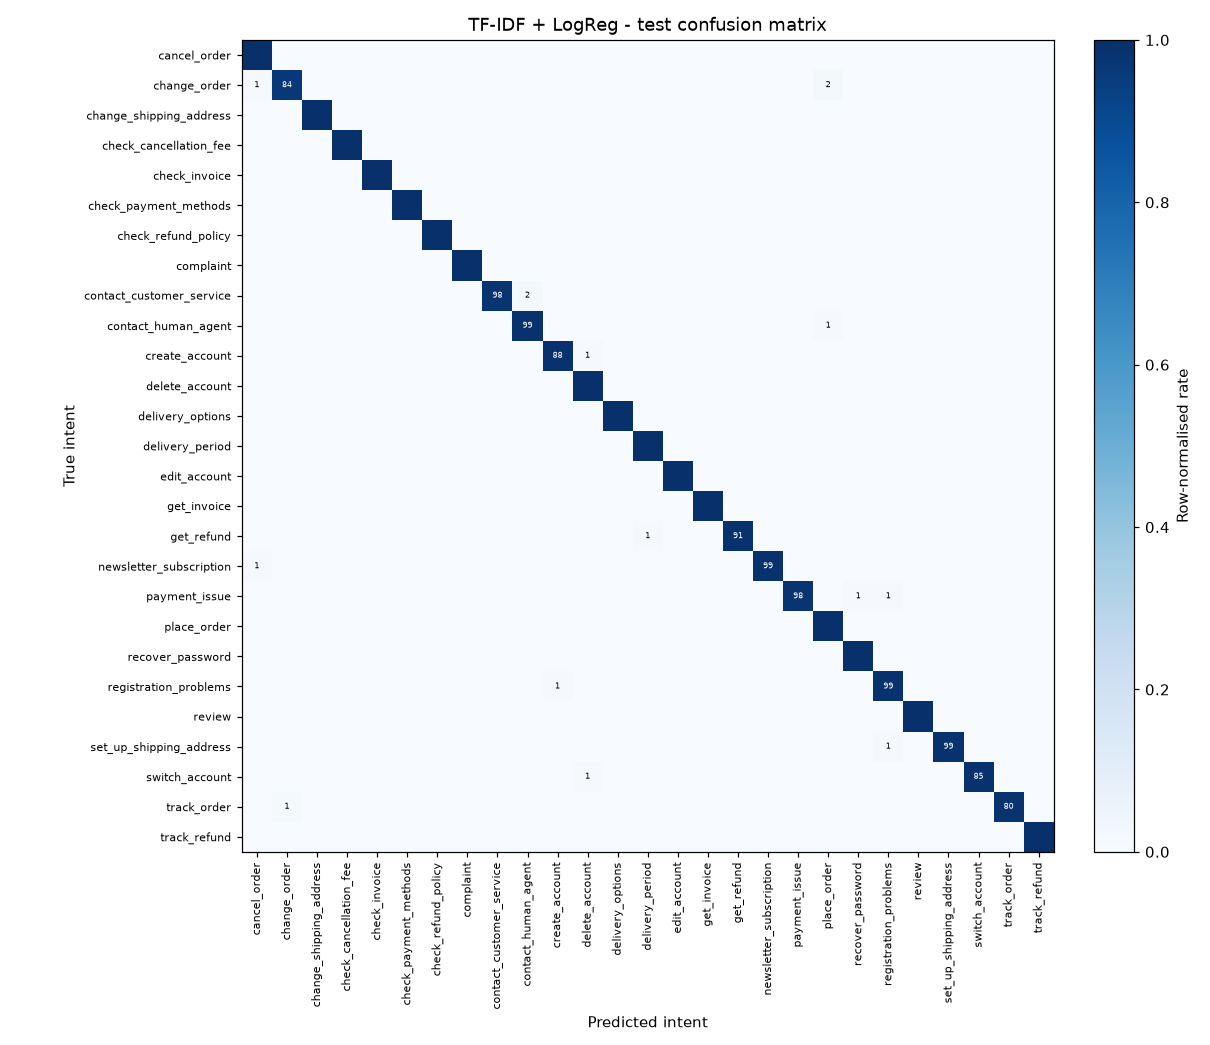 TF-IDF + LogReg - test confusion matrix
cancel_order
change_order 1 84 2
change_shipping_address
check_cancellation_fee
check_invoice
check_payment_methods
check_refund_policy
complaint
contact_customer_service 98 2
contact_human_agent 99 1
create_account 88 1
delete_account
delivery_options
delivery_period
edit_account
get_invoice
get_refund 1 91
newsletter_subscription 1 99
payment_issue 98 1 1
place_order
recover_password
registration_problems 1 99
review
set_up_shipping_address 1 99
switch_account 1 85
track_order 1 80
track_refund
True intent
cancel_order
change_order
change_shipping_address
check_cancellation_fee
check_invoice
check_payment_methods
check_refund_policy
complaint
contact_customer_service
contact_human_agent
create_account
delete_account
delivery_options
delivery_period
edit_account
get_invoice
get_refund
newsletter_subscription
payment_issue
place_order
recover_password
registration_problems
review
set_up_shipping_address
switch_account
track_order
track_refund
Predicted intent
1.0
0.8
0.6
0.4
0.2
0.0
Row-normalised rate